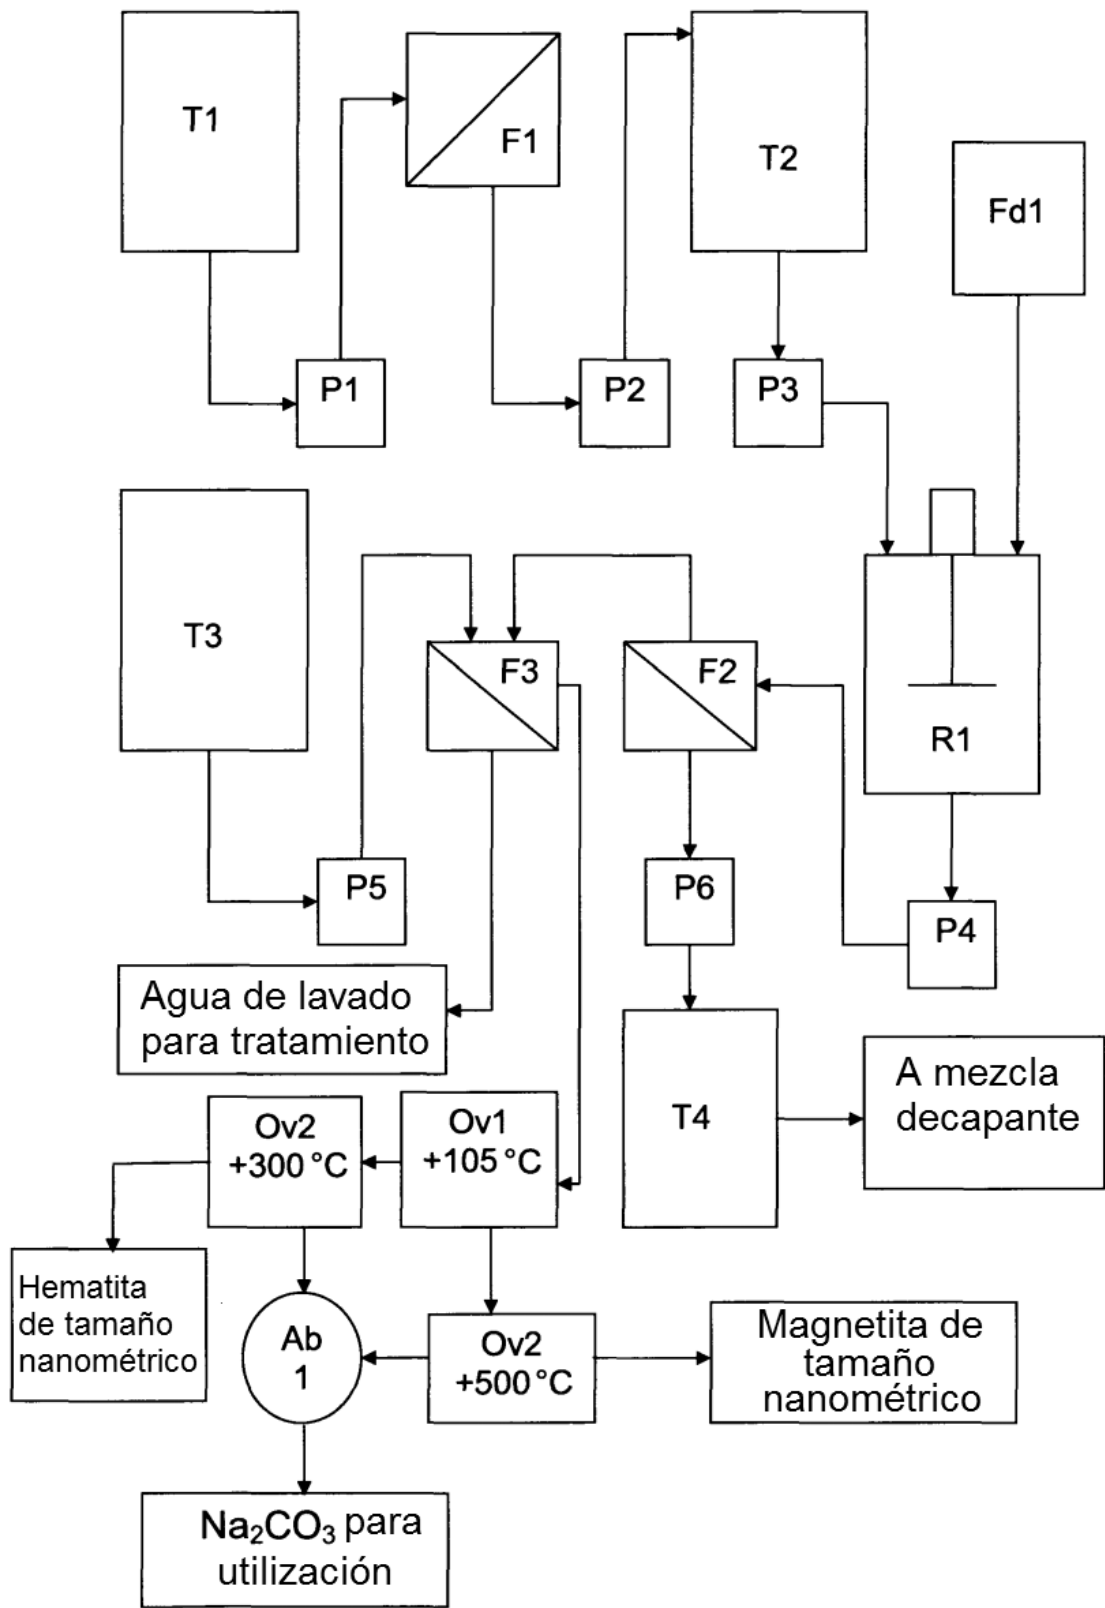 T1
F1
T2
Fd1
P1
P2
P3
T3
F3
F2
R1
P5
P6
P4
Agua de lavado
para tratamiento
T4
A mezcla
decapante
Ov2
+300 °C
Ov1
+105 °C
Hematita
de tamaño
nanométrico
Ab
1
Ov2
+500 °C
Magnetita de
tamaño
nanométrico
Na₂CO₃ para
utilización